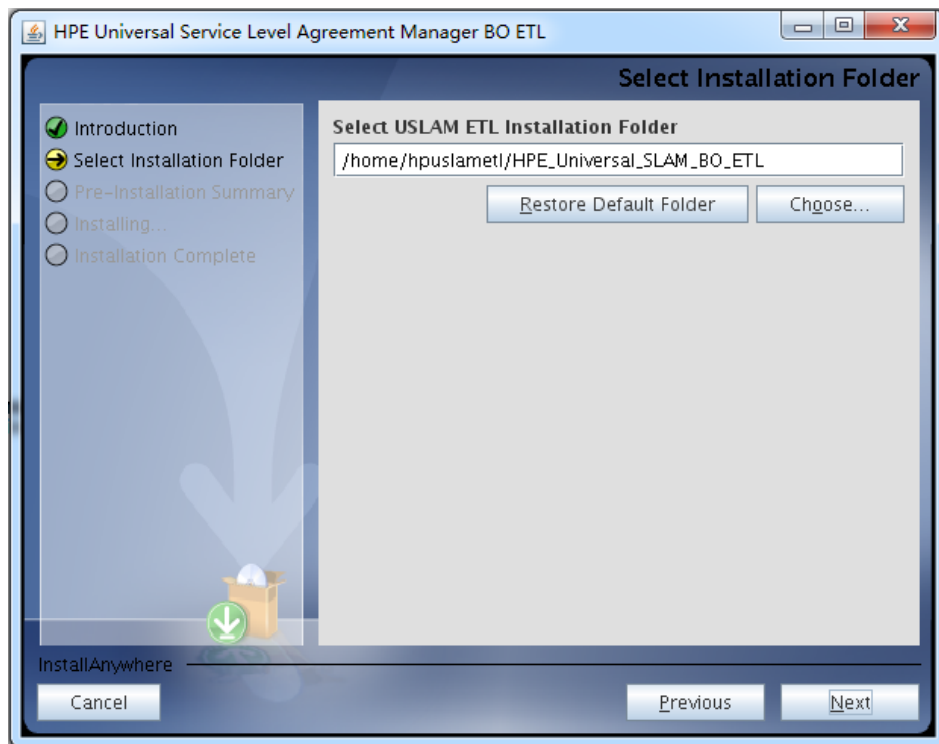 HPE Universal Service Level Agreement Manager BO ETL
Select Installation Folder
Introduction
Select Installation Folder
Pre-Installation Summary
Installing...
Installation Complete
Select USLAM ETL Installation Folder
/home/hpuslametl/HPE_Universal_SLAM_BO_ETL
Restore Default Folder
Choose...
InstallAnywhere
Cancel
Previous
Next